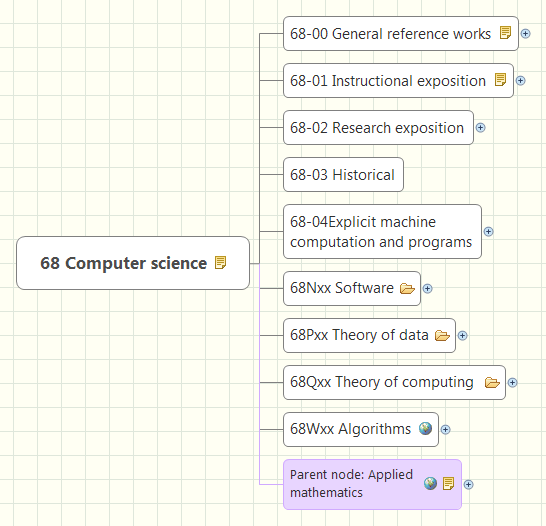 68-00 General reference works
68-01 Instructional exposition
68-02 Research exposition
68-03 Historical
68-04Explicit machine
computation and programs
68 Computer science
68Nxx Software
68Pxx Theory of data
68Qxx Theory of computing
68Wxx Algorithms
Parent node: Applied
mathematics